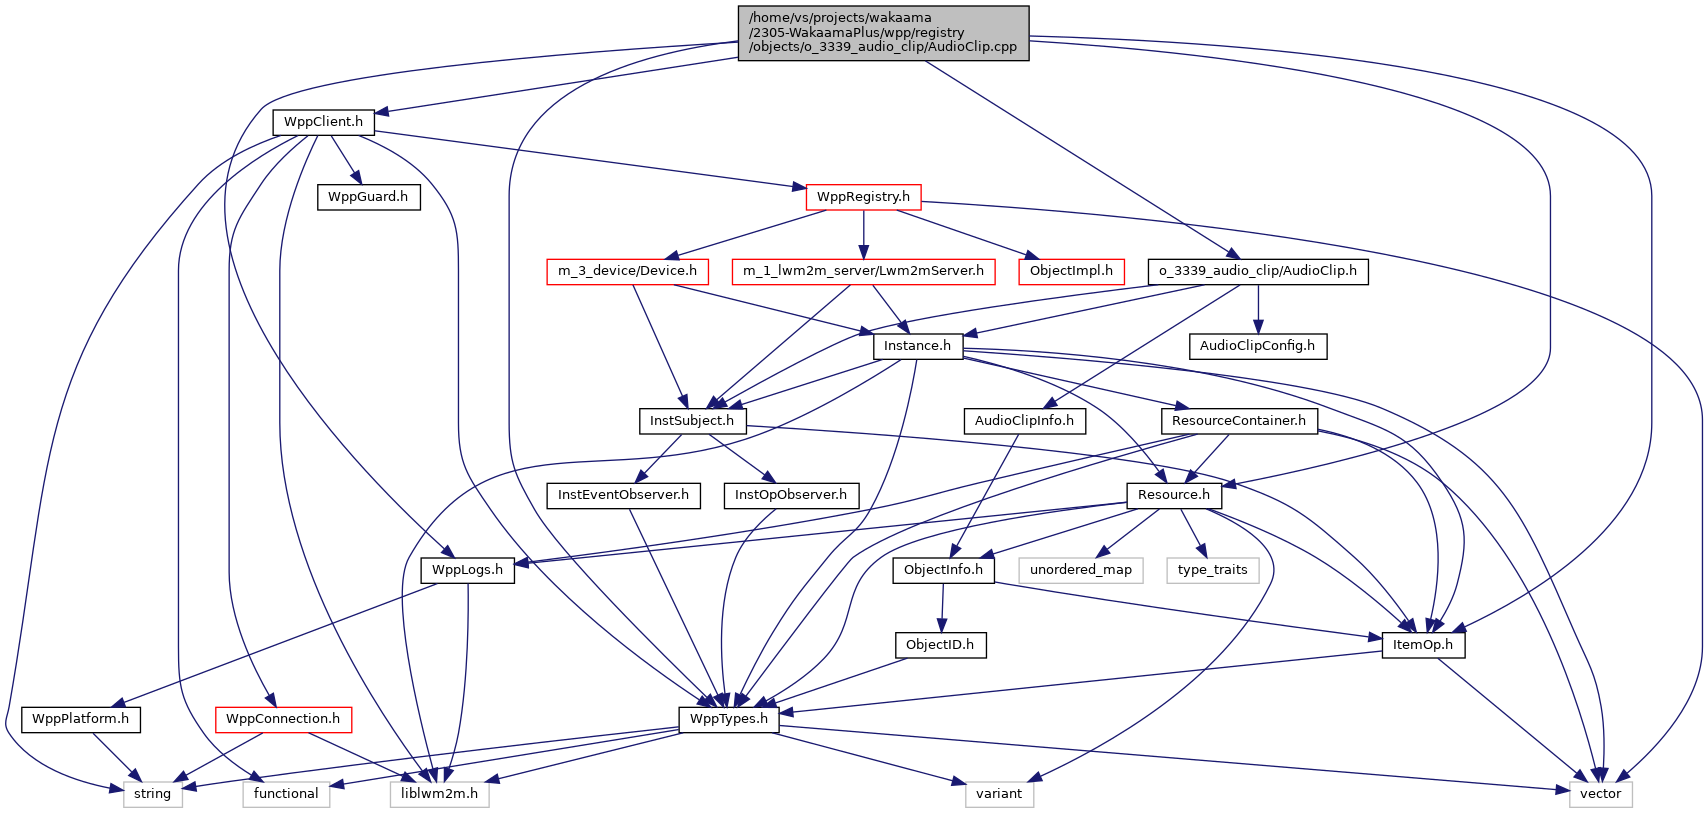 /home/vs/projects/wakaama
/2305-WakaamaPlus/wpp/registry
/objects/o_3339_audio_clip/AudioClip.cpp
WppClient.h
WppGuard.h
WppRegistry.h
m_3_device/Device.h
m_1_lwm2m_server/Lwm2mServer.h
ObjectImpl.h
o_3339_audio_clip/AudioClip.h
Instance.h
AudioClipConfig.h
InstSubject.h
AudioClipInfo.h
ResourceContainer.h
InstEventObserver.h
InstOpObserver.h
Resource.h
WppLogs.h
ObjectInfo.h
unordered_map
type_traits
ObjectID.h
ItemOp.h
WppPlatform.h
WppConnection.h
WppTypes.h
string
functional
liblwm2m.h
variant
vector